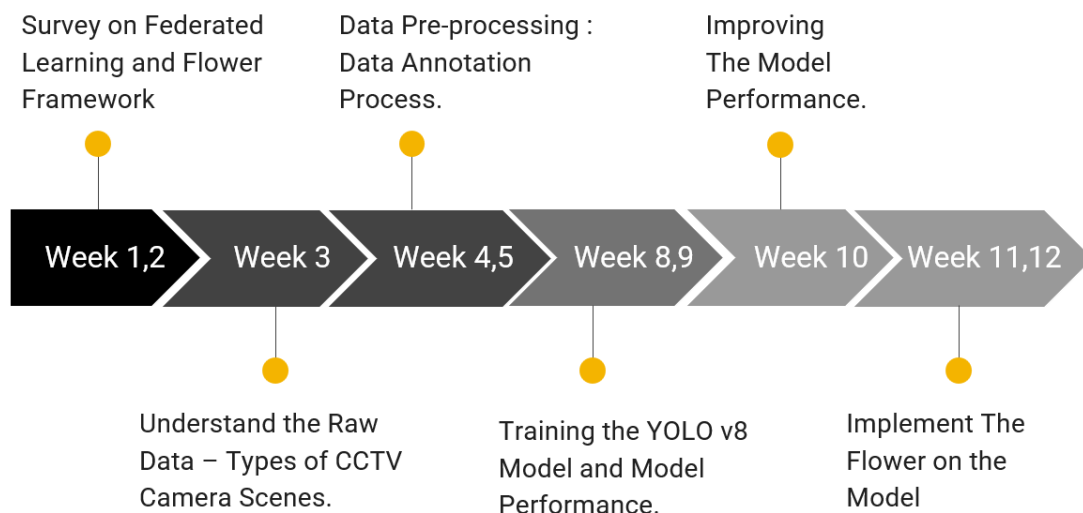 Survey on Federated
Learning and Flower
Framework
Data Pre-processing :
Data Annotation
Process.
Improving
The Model
Performance.
Week 1,2
Week 3
Week 4,5
Week 8,9
Week 10
Week 11,12
Understand the Raw
Data – Types of CCTV
Camera Scenes.
Training the YOLO v8
Model and Model
Performance.
Implement The
Flower on the
Model